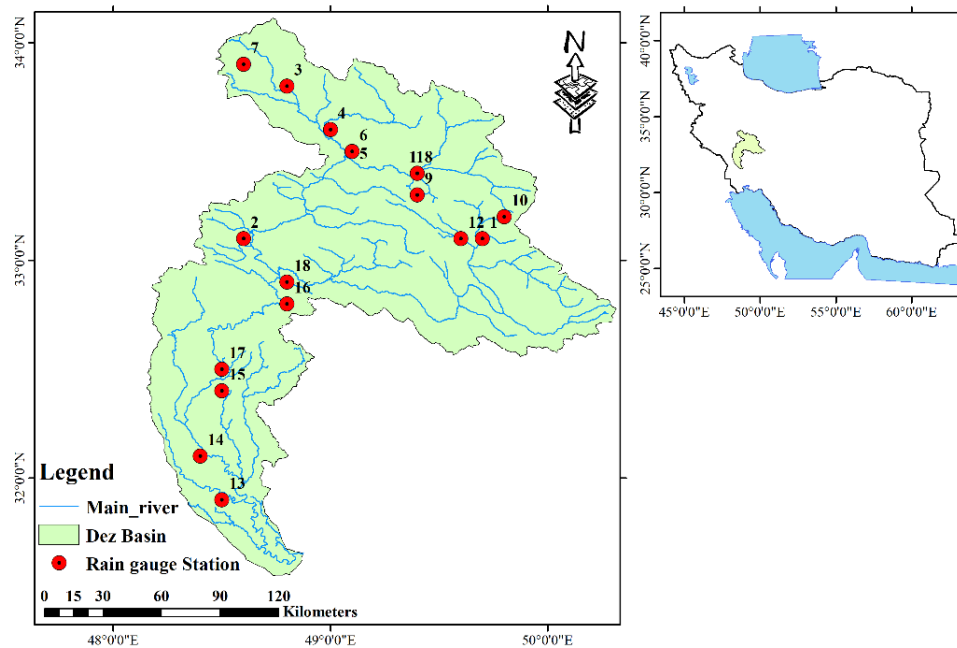 N
34°0'0"N
33°0'0"N
32°0'0"N
7
3
4
6
5
118
9
10
2
12
1
18
16
17
15
14
13
Legend
Main_river
Dez Basin
Rain gauge Station
0 15 30 60 90 120
Kilometers
48°0'0"E 49°0'0"E 50°0'0"E
40°0'0"N
35°0'0"N
30°0'0"N
25°0'0"N
45°0'0"E 50°0'0"E 55°0'0"E 60°0'0"E